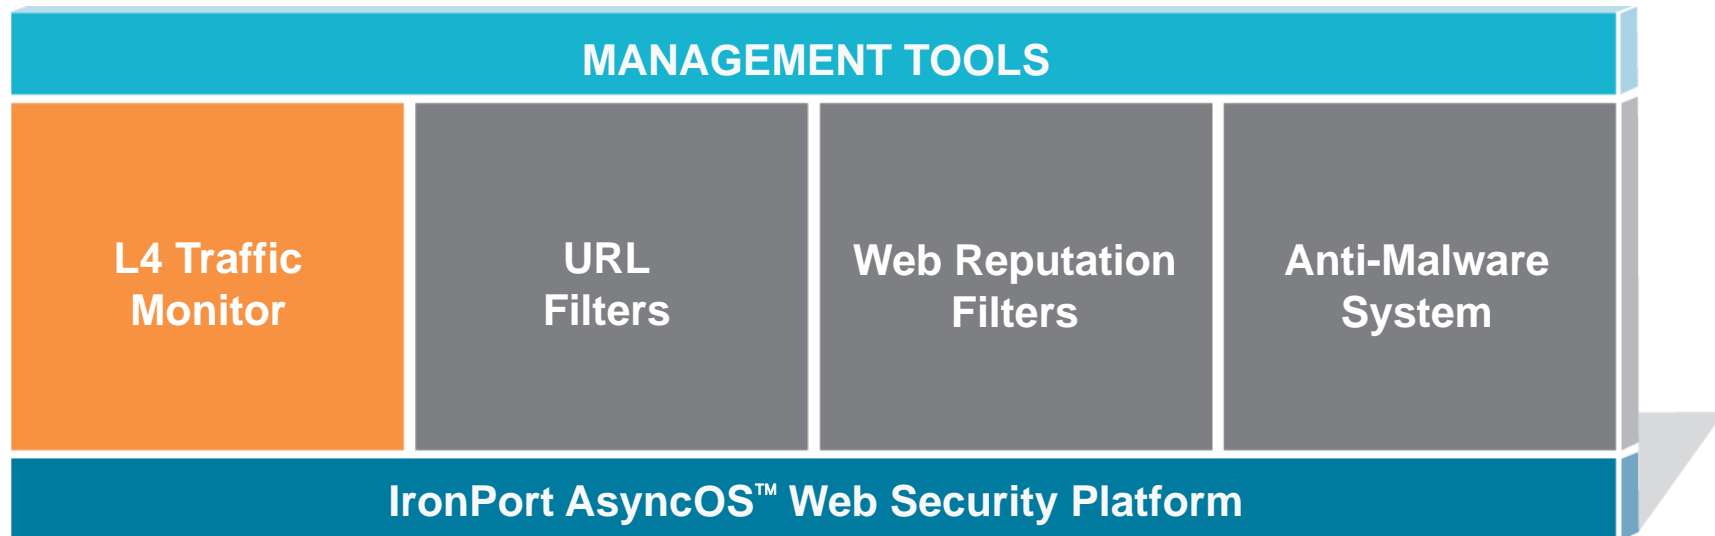 MANAGEMENT TOOLS
L4 Traffic
Monitor
URL
Filters
Web Reputation
Filters
Anti-Malware
System
IronPort AsyncOS™ Web Security Platform